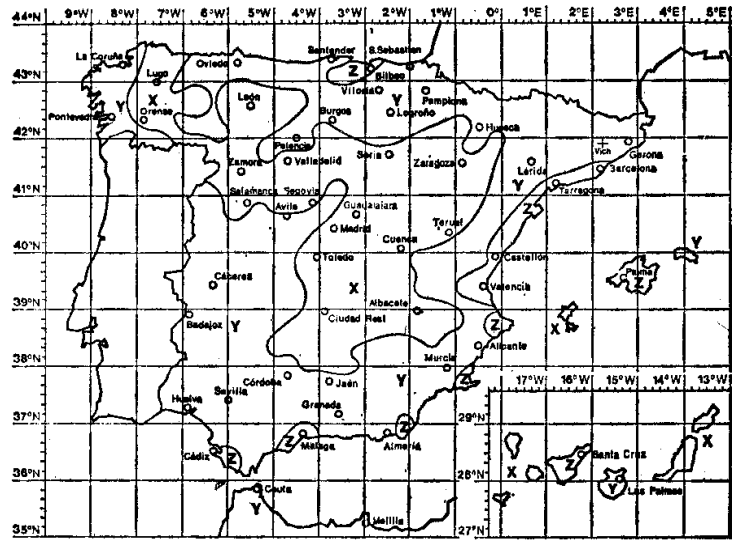 44°N 9°W 8°W 7°W 6°W 5°W 4°W 3°W 2°W 1°W 0° 0° 1°E 2°E 3°E 4°E 5°E
La Coruña Oviedo Santander S.Sebastian
43°N Lugo Z Bilbao
Y X León Vitoria Y Pamplona
Pontevedra Orense Burgos Logroño
42°N Palencia Huesca Vich Gerona
Zamora Valladolid Soria Zaragoza Lérida Barcelona
41°N Salamanca Segovia Y Tarragona
Avila Guadalajara Z
Madrid Teruel
40°N Toledo Cuenca Castellón Y
Cáceres Palma
X Valencia Z
39°N Albacete
Badajoz Y Ciudad Real Z X
38°N Alicante
Murcia
Córdoba Jaén Y Z 17°W 16°W 15°W 14°W 13°W
Huelva Sevilla
37°N Granada 29°N
Z Z X
Cádiz Z Málaga Almería Santa Cruz
36°N X Z 28°N
Ceuta Y Las Palmas
Y
35°N Melilla 27°N